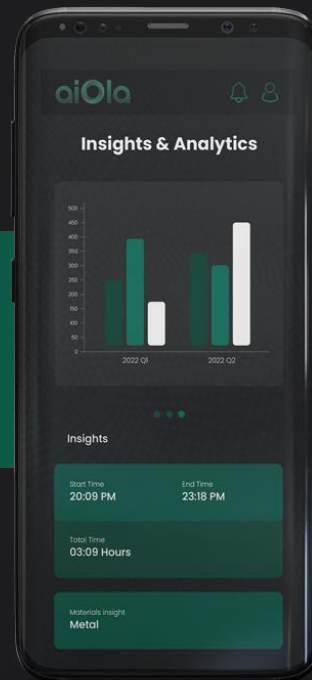 aiOla
Insights & Analytics
500
450
400
350
300
250
200
150
100
50
0
2022 Q1 2022 Q2
Insights
Start Time End Time
20:09 PM 23:18 PM
Total Time
03:09 Hours
Materials insight
Metal